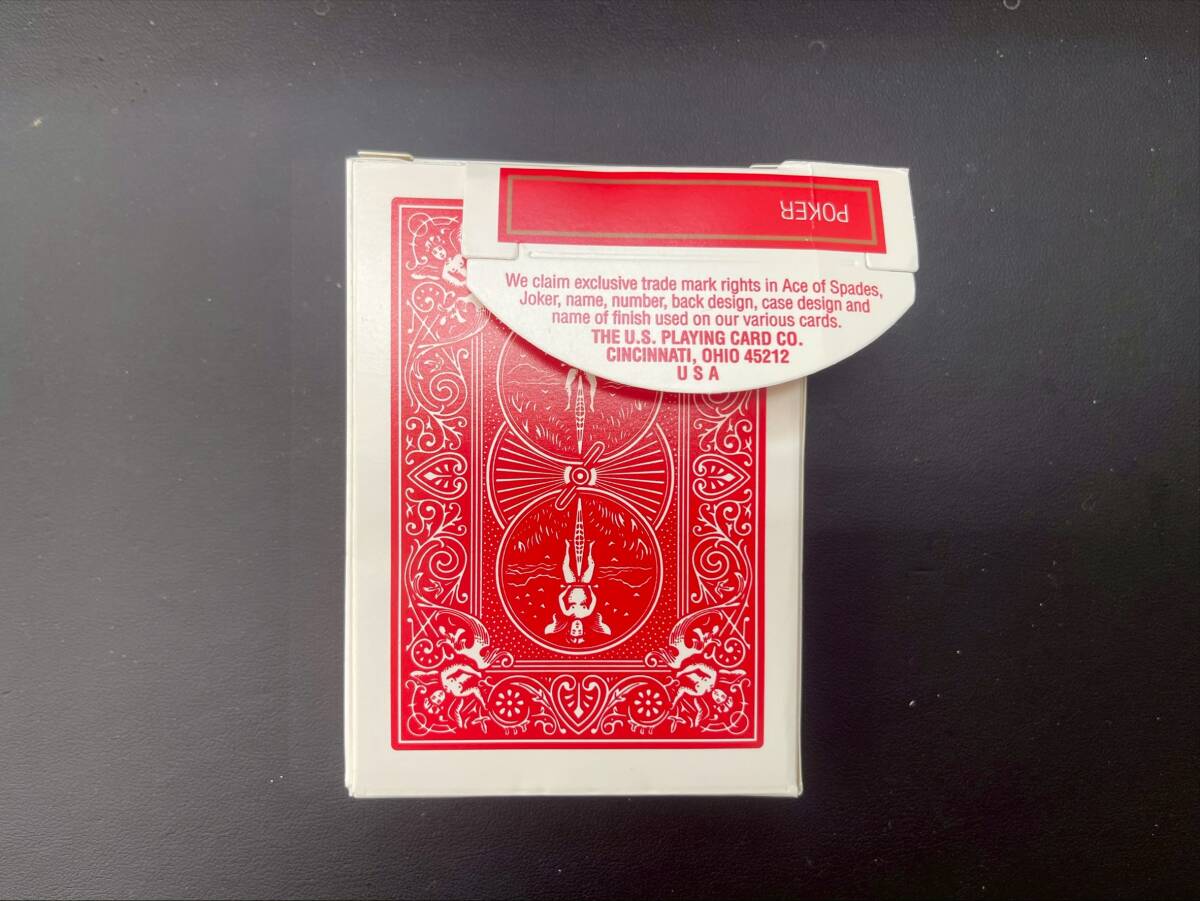 POKER
We claim exclusive trade mark rights in Ace of Spades,
Joker, name, number, back design, case design and
name of finish used on our various cards.
THE U.S. PLAYING CARD CO.
CINCINNATI, OHIO 45212
U S A